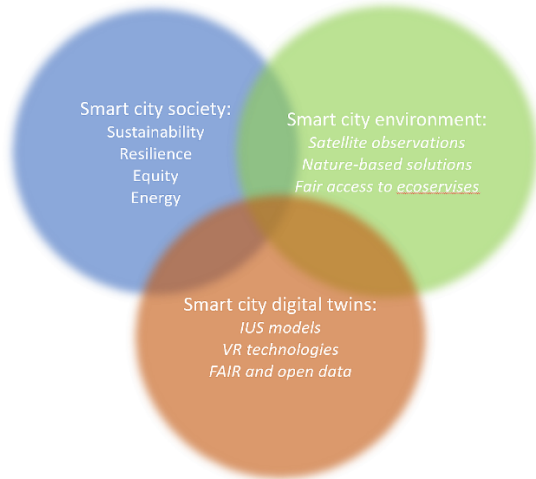 Smart city society:
Sustainability
Resilience
Equity
Energy
Smart city environment:
Satellite observations
Nature-based solutions
Fair access to ecoservises
Smart city digital twins:
IUS models
VR technologies
FAIR and open data